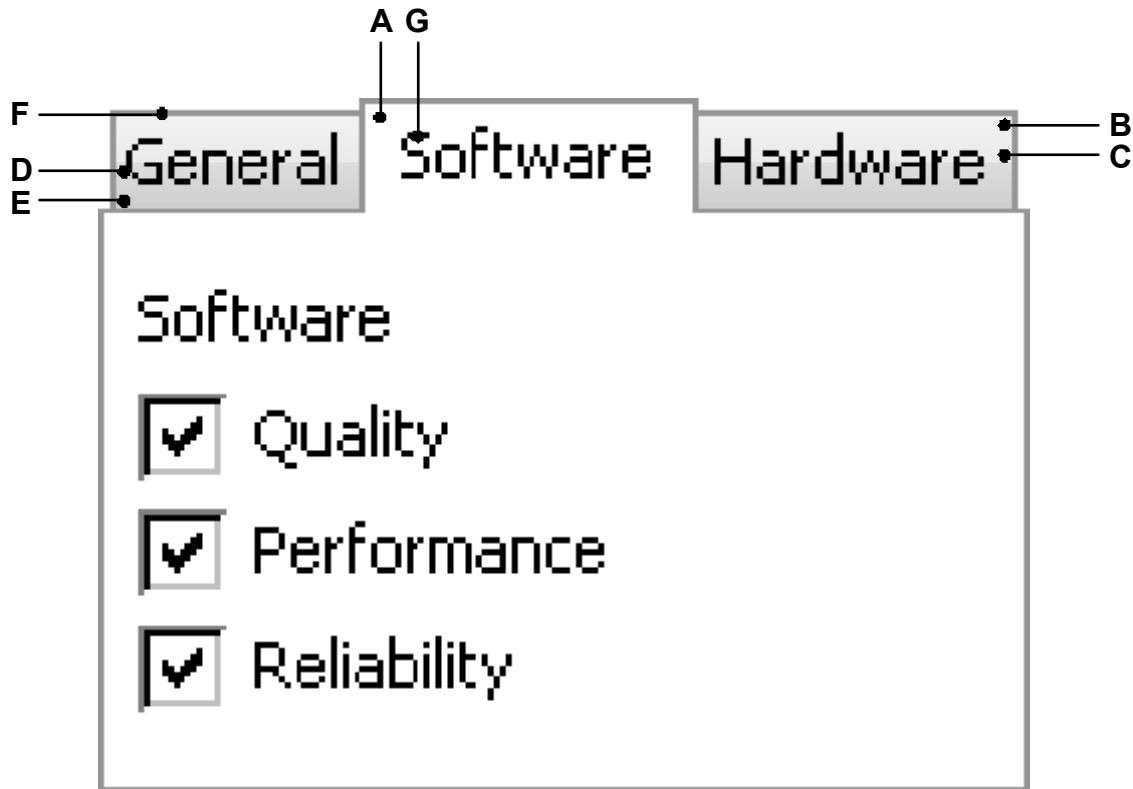 A G
F
B
General Software Hardware
D
C
E
Software
Quality
Performance
Reliability